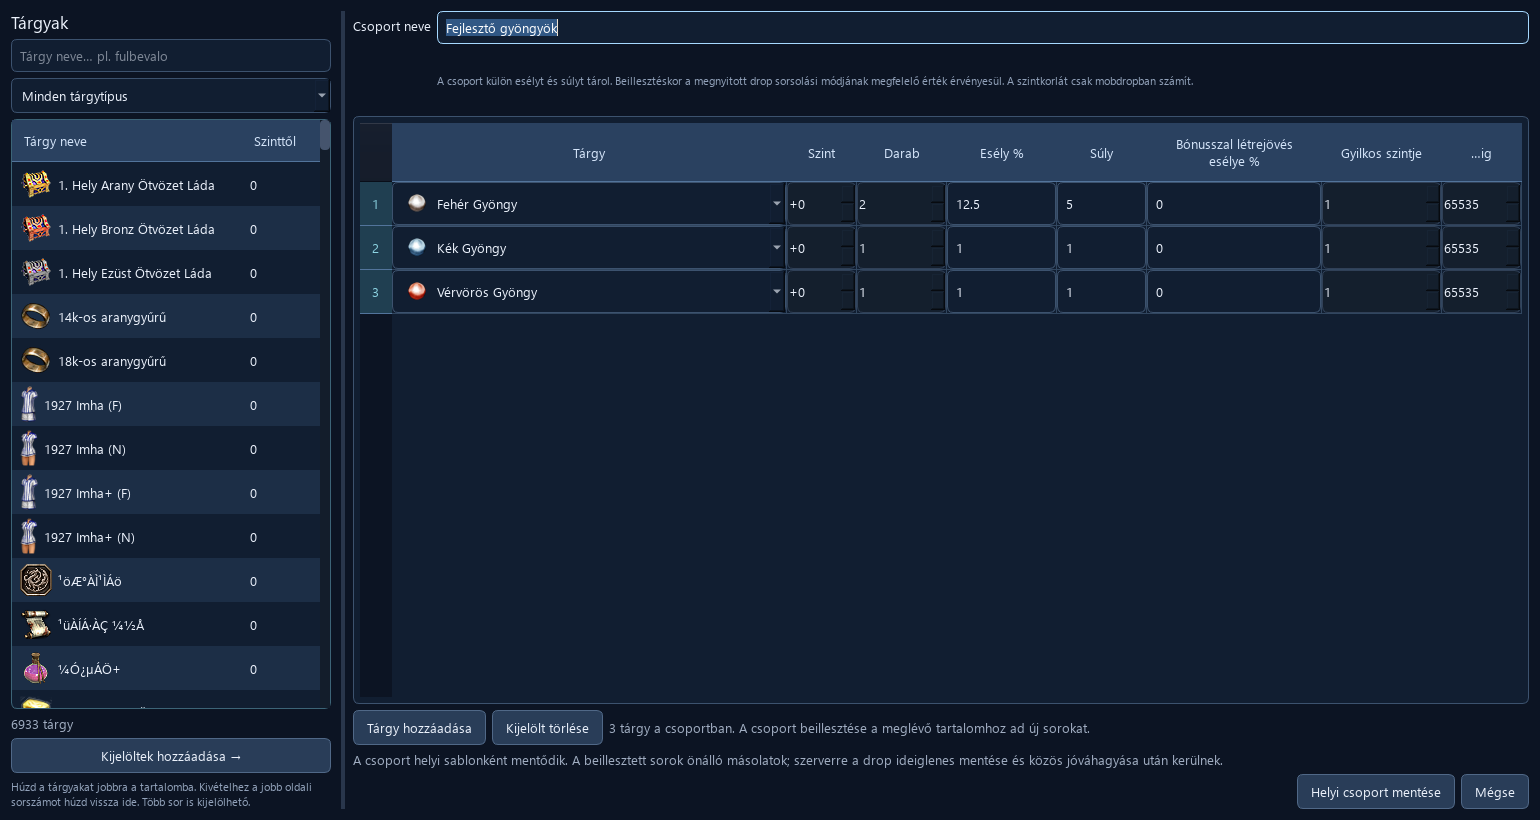 Tárgyak
Tárgy neve... pl. fulbevalo
Minden tárgytípus
Tárgy neve Szinttől
1. Hely Arany Ötvözet Láda 0
1. Hely Bronz Ötvözet Láda 0
1. Hely Ezüst Ötvözet Láda 0
14k-os aranygyűrű 0
18k-os aranygyűrű 0
1927 Imha (F) 0
1927 Imha (N) 0
1927 Imha+ (F) 0
1927 Imha+ (N) 0
¹öÆ°ÀÌ¹ÌÁö 0
¹üÀÍÁ·ÀÇ ¼½Å 0
¼Ó¿µÁÖ+ 0
6933 tárgy
Kijelöltek hozzáadása →
Húzd a tárgyakat jobbra a tartalomba. Kivételhez a jobb oldali
sorszámot húzd vissza ide. Több sor is kijelölhető.
Csoport neve Fejlesztő gyöngyök
A csoport külön esélyt és súlyt tárol. Beillesztéskor a megnyitott drop sorsolási módjának megfelelő érték érvényesül. A szintkorlát csak mobdropban számít.
Tárgy Szint Darab Esély % Súly Bónusszal létrejövés esélye % Gyilkos szintje ...ig
1 Fehér Gyöngy +0 2 12.5 5 0 1 65535
2 Kék Gyöngy +0 1 1 1 0 1 65535
3 Vérvörös Gyöngy +0 1 1 1 0 1 65535
Tárgy hozzáadása Kijelölt törlése 3 tárgy a csoportban. A csoport beillesztése a meglévő tartalomhoz ad új sorokat.
A csoport helyi sablonként mentődik. A beillesztett sorok önálló másolatok; szerverre a drop ideiglenes mentése és közös jóváhagyása után kerülnek.
Helyi csoport mentése Mégse